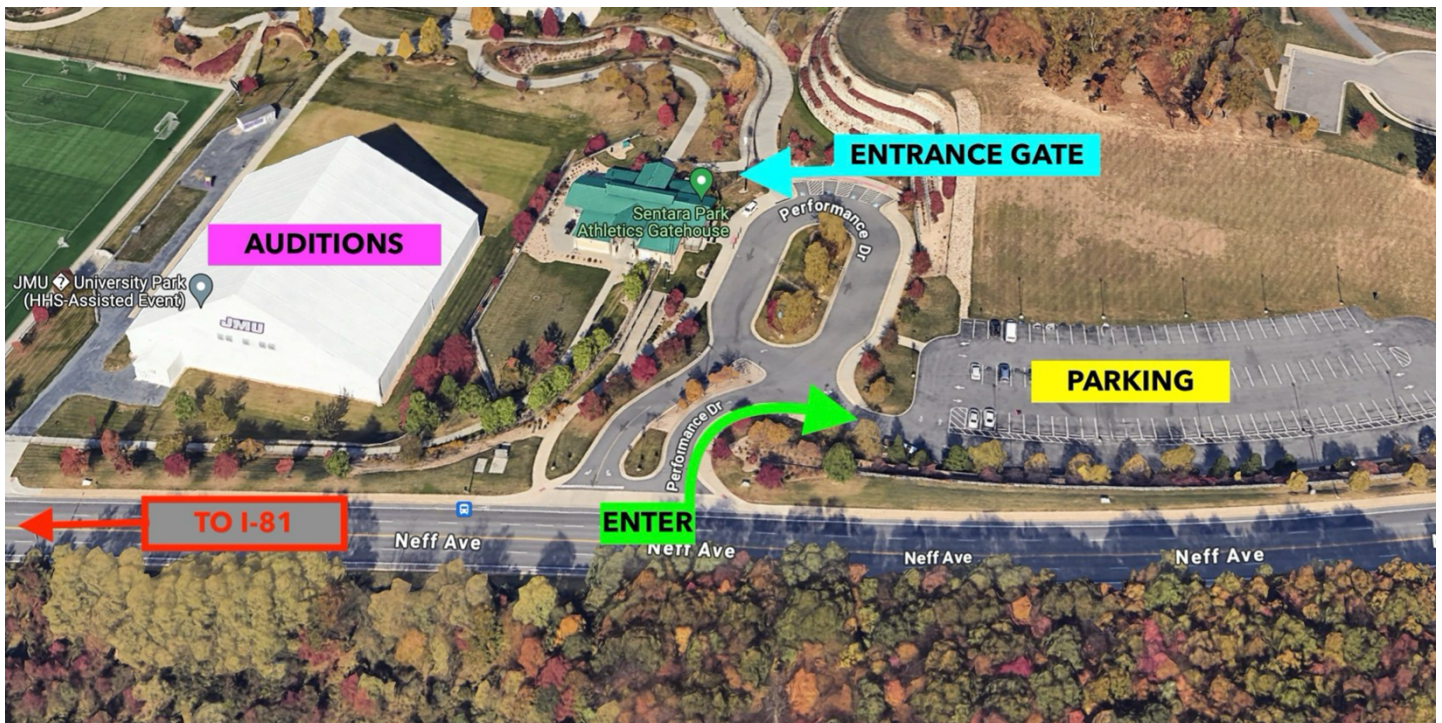 ENTRANCE GATE
Performance Dr
Sentara Park
Athletics Gatehouse
AUDITIONS
JMU � University Park
(HHS-Assisted Event)
JMU
PARKING
Performance Dr
TO I-81
ENTER
Neff Ave
Neff Ave
Neff Ave
Neff Ave